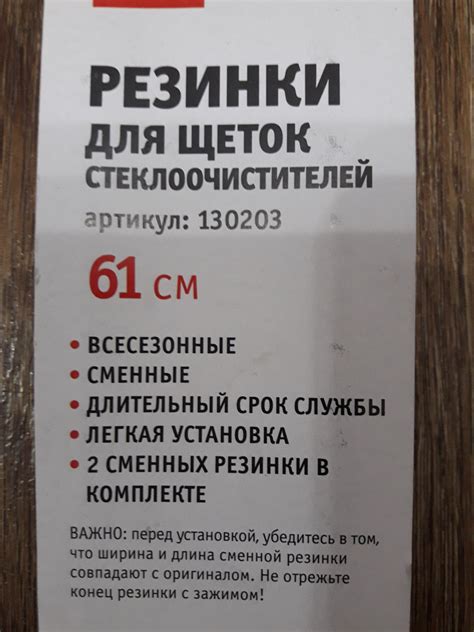 РЕЗИНКИ
ДЛЯ ЩЕТОК
СТЕКЛООЧИСТИТЕЛЕЙ
артикул: 130203
61 СМ
• ВСЕСЕЗОННЫЕ
• СМЕННЫЕ
• ДЛИТЕЛЬНЫЙ СРОК СЛУЖБЫ
• ЛЕГКАЯ УСТАНОВКА
• 2 СМЕННЫХ РЕЗИНКИ В
КОМПЛЕКТЕ
ВАЖНО: перед установкой, убедитесь в том,
что ширина и длина сменной резинки
совпадают с оригиналом. Не отрежьте
конец резинки с зажимом!